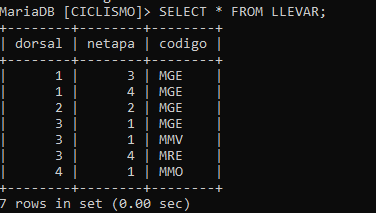 MariaDB [CICLISMO]> SELECT * FROM LLEVAR;
+--------+--------+--------+
| dorsal | netapa | codigo |
+--------+--------+--------+
|      1 |      3 | MGE    |
|      1 |      4 | MGE    |
|      2 |      2 | MGE    |
|      3 |      1 | MGE    |
|      3 |      1 | MMV    |
|      3 |      4 | MRE    |
|      4 |      1 | MMO    |
+--------+--------+--------+
7 rows in set (0.00 sec)